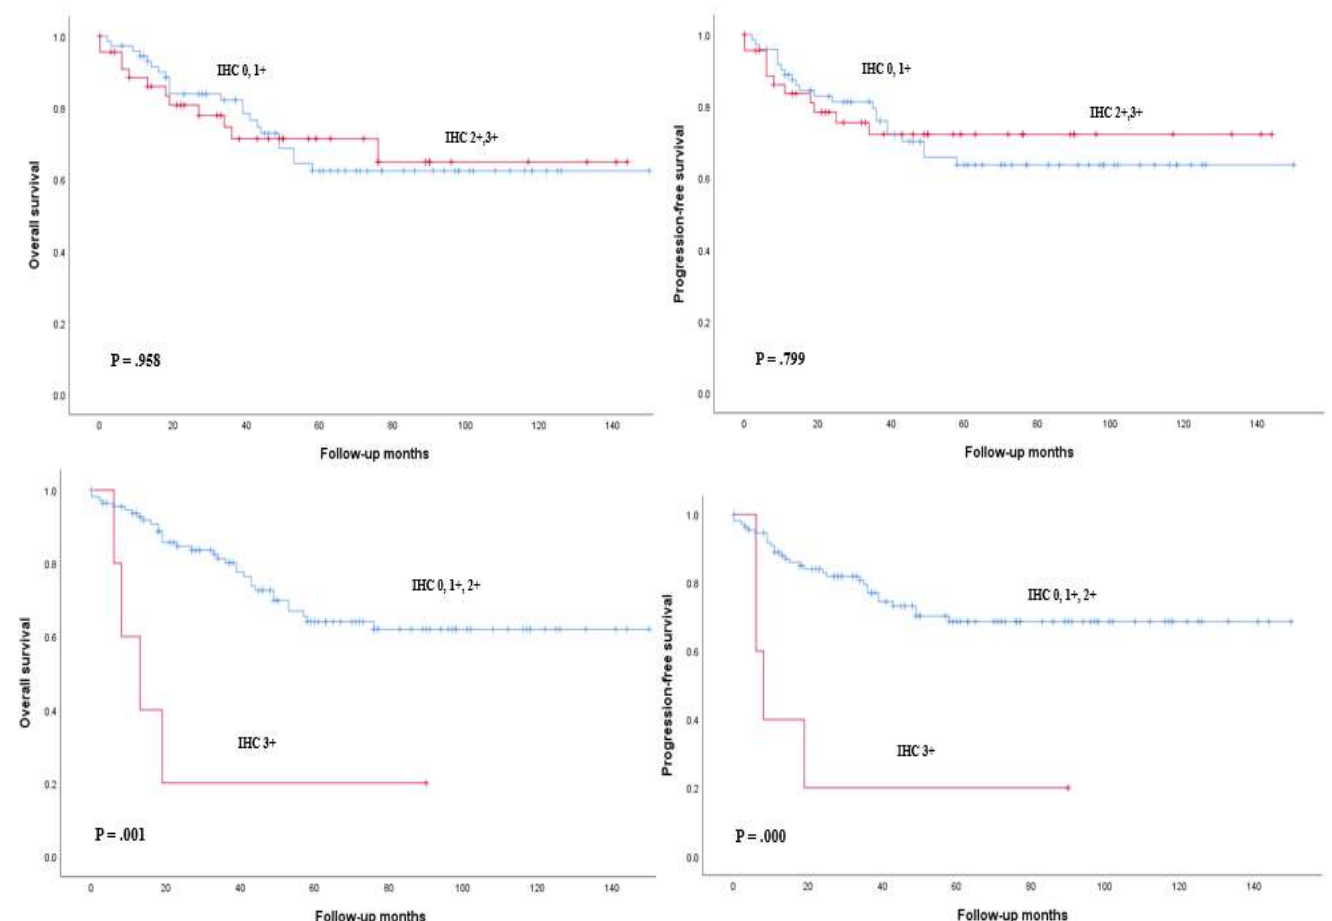 Overall survival
1.0
0.8
0.6
0.4
0.2
0.0
IHC 0, 1+
IHC 2+,3+
P = .958
0 20 40 60 80 100 120 140
Follow-up months
Progression-free survival
1.0
0.8
0.6
0.4
0.2
0.0
IHC 0, 1+
IHC 2+,3+
P = .799
0 20 40 60 80 100 120 140
Follow-up months
Overall survival
1.0
0.8
0.6
0.4
0.2
0.0
IHC 0, 1+, 2+
IHC 3+
P = .001
0 20 40 60 80 100 120 140
Follow-up months
Progression-free survival
1.0
0.8
0.6
0.4
0.2
0.0
IHC 0, 1+, 2+
IHC 3+
P = .000
0 20 40 60 80 100 120 140
Follow-up months